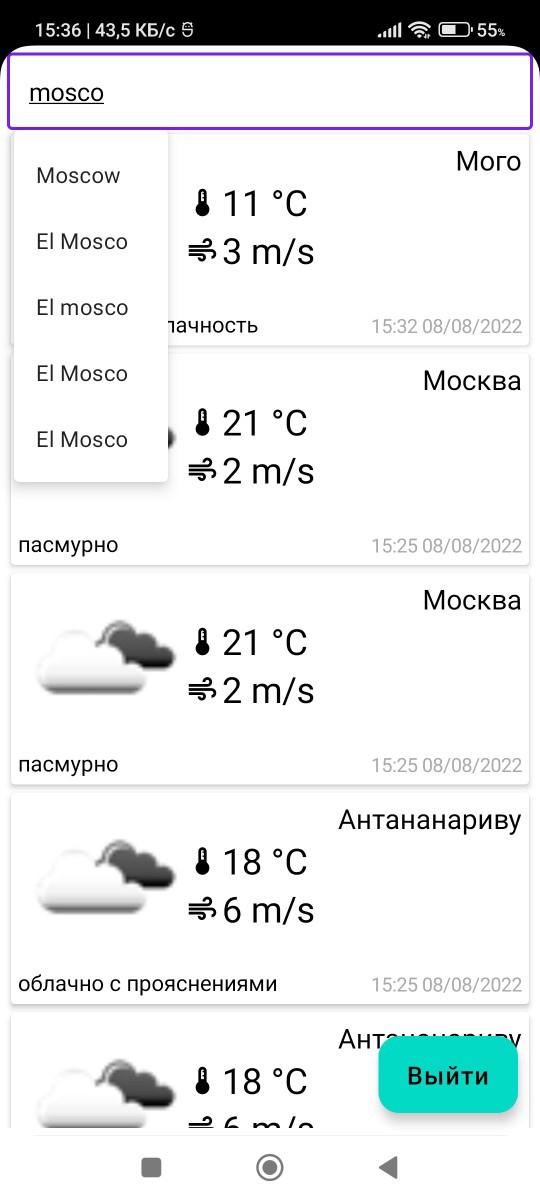 15:36 | 43,5 КБ/с 55%
mosco
Moscow
El Mosco
El mosco
El Mosco
El Mosco
Мого
11 °C
3 m/s
15:32 08/08/2022
Москва
21 °C
2 m/s
пасмурно
15:25 08/08/2022
Москва
21 °C
2 m/s
пасмурно
15:25 08/08/2022
Антананариву
18 °C
6 m/s
облачно с прояснениями
15:25 08/08/2022
Антананариву
18 °C
6 m/s
Выйти